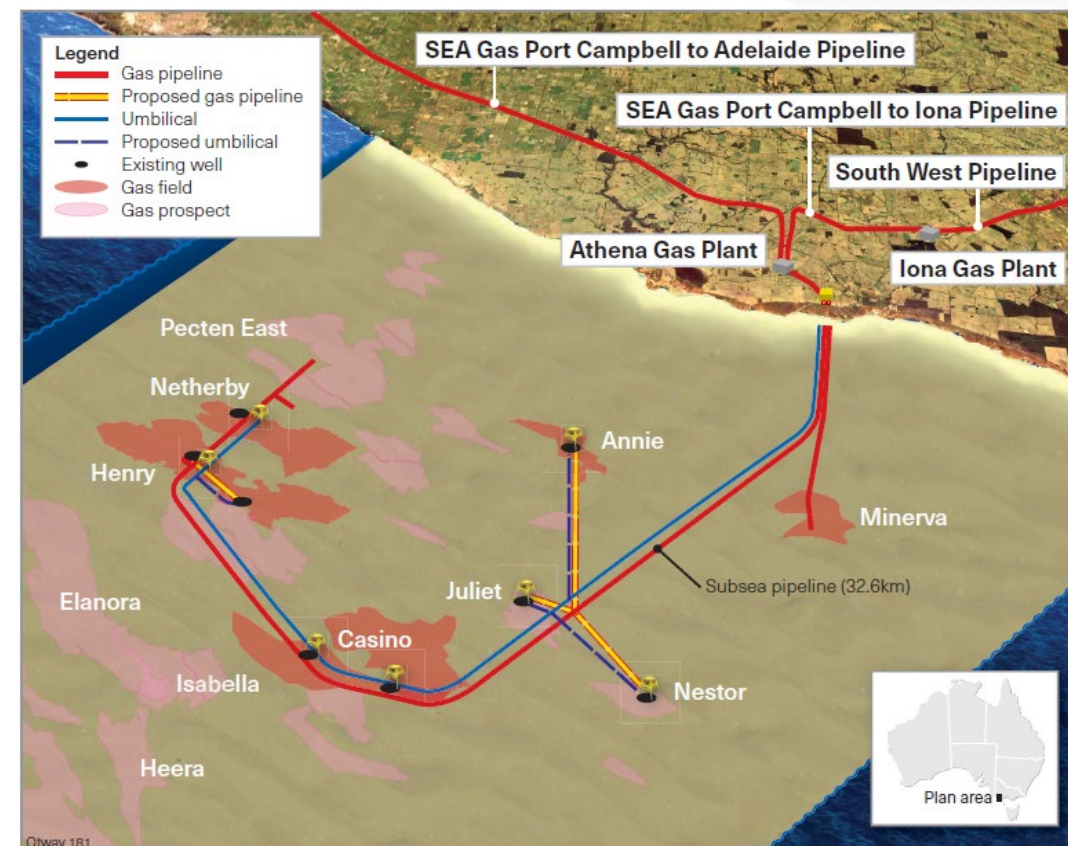 Legend
Gas pipeline
Proposed gas pipeline
Umbilical
Proposed umbilical
Existing well
Gas field
Gas prospect
SEA Gas Port Campbell to Adelaide Pipeline
SEA Gas Port Campbell to Iona Pipeline
South West Pipeline
Athena Gas Plant
Iona Gas Plant
Pecten East
Netherby
Henry
Annie
Minerva
Juliet
Subsea pipeline (32.6km)
Elanora
Casino
Isabella
Nestor
Heera
Plan area
Otway 181